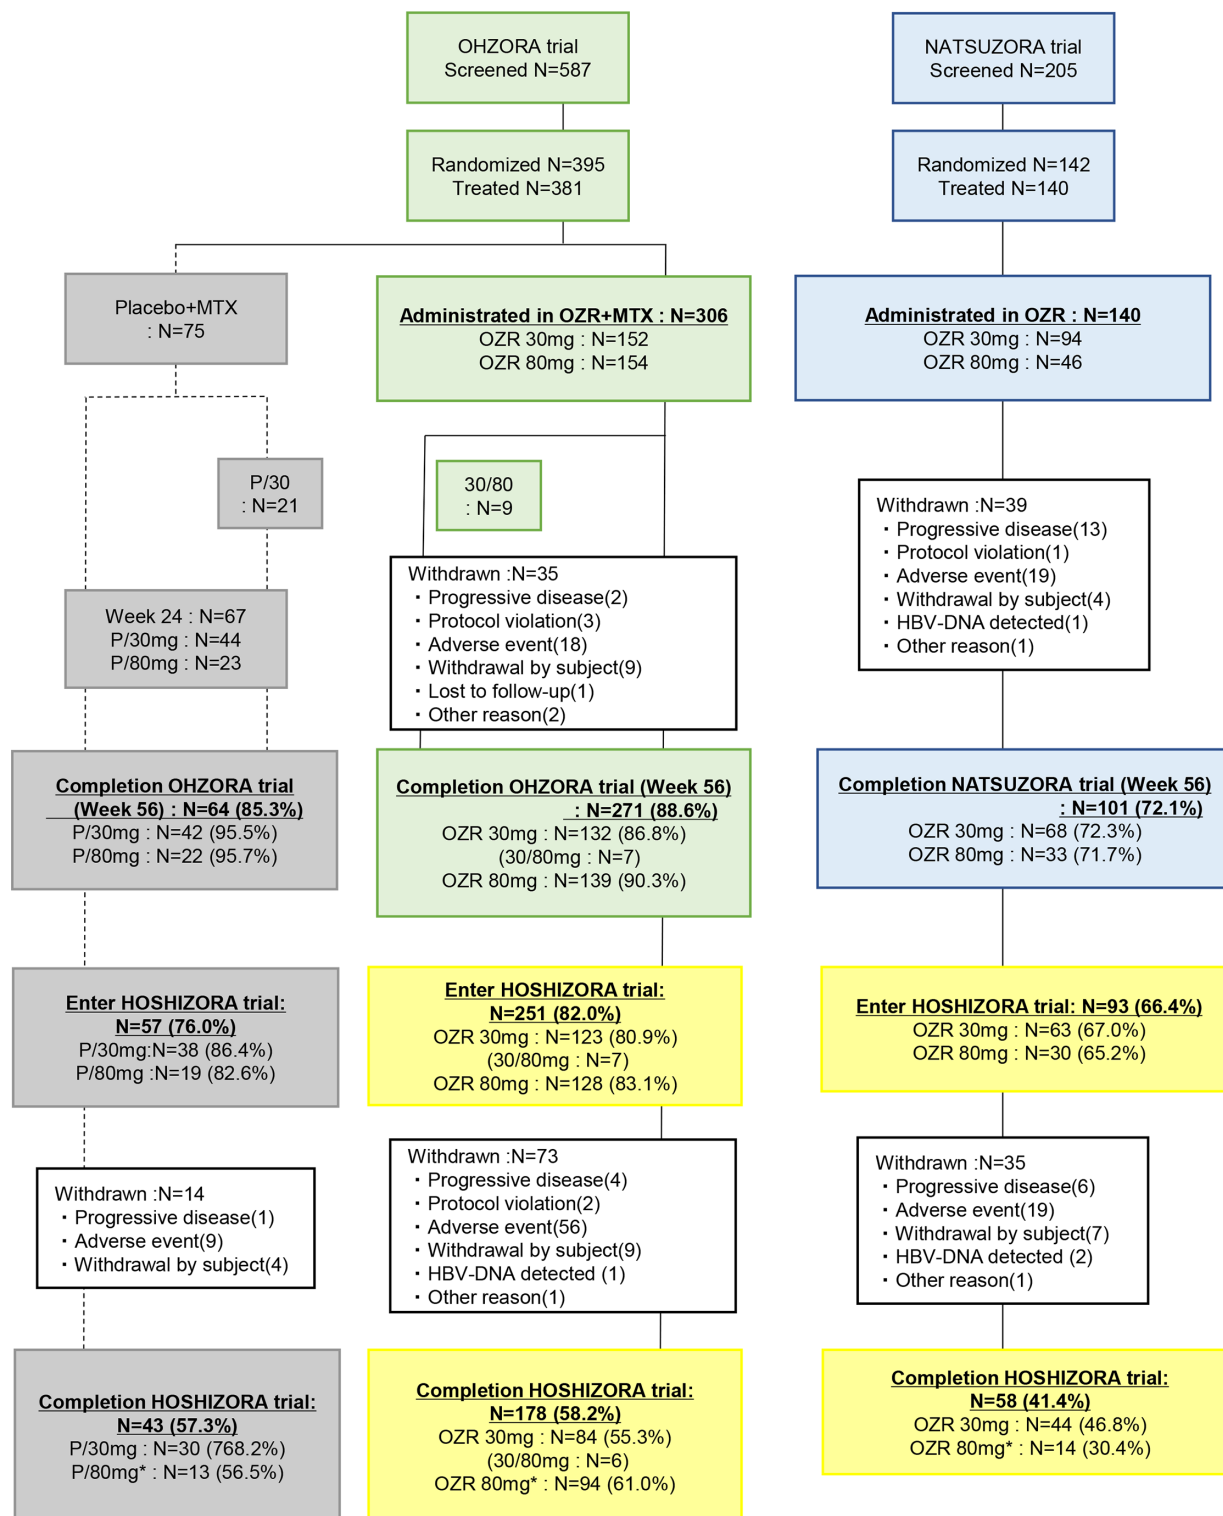 OHZORA trial
Screened N=587
NATSUZORA trial
Screened N=205
Randomized N=395
Treated N=381
Randomized N=142
Treated N=140
Placebo+MTX
: N=75
Administrated in OZR+MTX : N=306
OZR 30mg : N=152
OZR 80mg : N=154
Administrated in OZR : N=140
OZR 30mg : N=94
OZR 80mg : N=46
P/30
: N=21
30/80
: N=9
Week 24 : N=67
P/30mg : N=44
P/80mg : N=23
Withdrawn :N=35
・Progressive disease(2)
・Protocol violation(3)
・Adverse event(18)
・Withdrawal by subject(9)
・Lost to follow-up(1)
・Other reason(2)
Withdrawn :N=39
・Progressive disease(13)
・Protocol violation(1)
・Adverse event(19)
・Withdrawal by subject(4)
・HBV-DNA detected(1)
・Other reason(1)
Completion OHZORA trial
(Week 56) : N=64 (85.3%)
P/30mg : N=42 (95.5%)
P/80mg : N=22 (95.7%)
Completion OHZORA trial (Week 56)
: N=271 (88.6%)
OZR 30mg : N=132 (86.8%)
(30/80mg : N=7)
OZR 80mg : N=139 (90.3%)
Completion NATSUZORA trial (Week 56)
: N=101 (72.1%)
OZR 30mg : N=68 (72.3%)
OZR 80mg : N=33 (71.7%)
Enter HOSHIZORA trial:
N=57 (76.0%)
P/30mg:N=38 (86.4%)
P/80mg :N=19 (82.6%)
Enter HOSHIZORA trial:
N=251 (82.0%)
OZR 30mg : N=123 (80.9%)
(30/80mg : N=7)
OZR 80mg : N=128 (83.1%)
Enter HOSHIZORA trial: N=93 (66.4%)
OZR 30mg : N=63 (67.0%)
OZR 80mg : N=30 (65.2%)
Withdrawn :N=14
・Progressive disease(1)
・Adverse event(9)
・Withdrawal by subject(4)
Withdrawn :N=73
・Progressive disease(4)
・Protocol violation(2)
・Adverse event(56)
・Withdrawal by subject(9)
・HBV-DNA detected (1)
・Other reason(1)
Withdrawn :N=35
・Progressive disease(6)
・Adverse event(19)
・Withdrawal by subject(7)
・HBV-DNA detected (2)
・Other reason(1)
Completion HOSHIZORA trial:
N=43 (57.3%)
P/30mg : N=30 (768.2%)
P/80mg* : N=13 (56.5%)
Completion HOSHIZORA trial:
N=178 (58.2%)
OZR 30mg : N=84 (55.3%)
(30/80mg : N=6)
OZR 80mg* : N=94 (61.0%)
Completion HOSHIZORA trial:
N=58 (41.4%)
OZR 30mg : N=44 (46.8%)
OZR 80mg* : N=14 (30.4%)